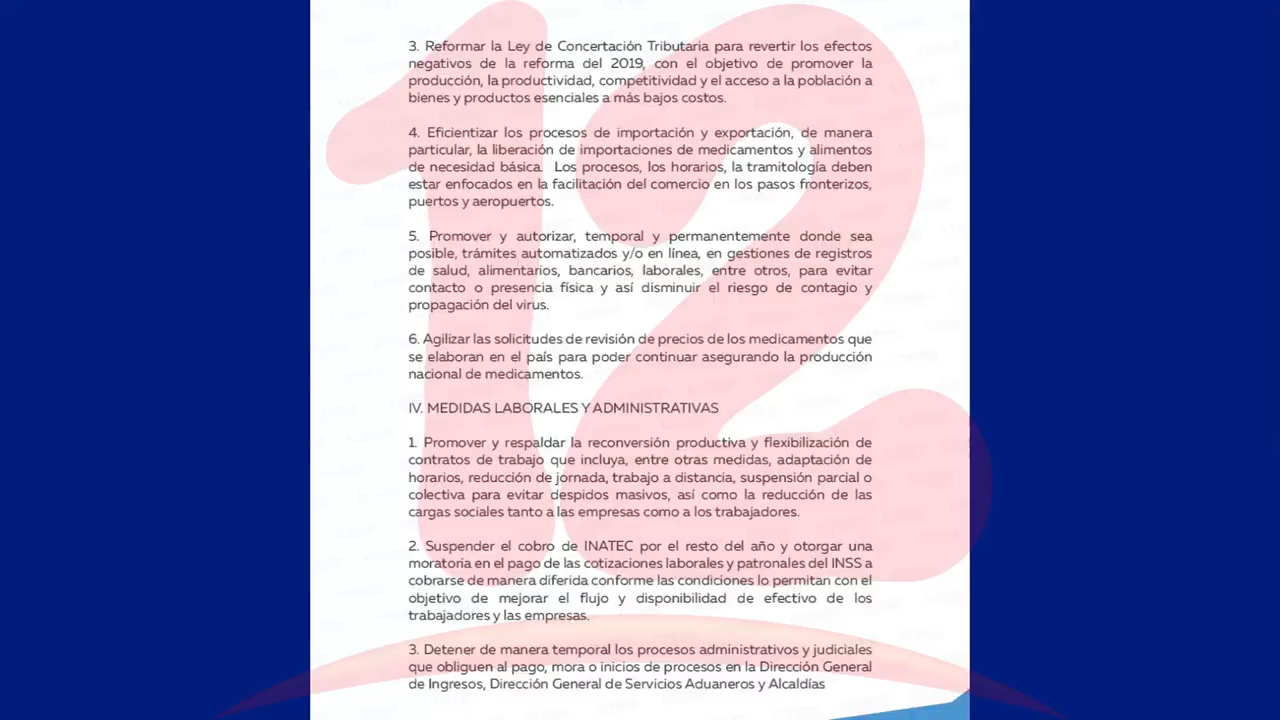 3. Reformar la Ley de Concertación Tributaria para revertir los efectos
negativos de la reforma del 2019, con el objetivo de promover la
producción, la productividad, competitividad y el acceso a la población a
bienes y productos esenciales a más bajos costos.
4. Eficientizar los procesos de importación y exportación, de manera
particular, la liberación de importaciones de medicamentos y alimentos
de necesidad básica. Los procesos, los horarios, la tramitología deben
estar enfocados en la facilitación del comercio en los pasos fronterizos,
puertos y aeropuertos.
5. Promover y autorizar, temporal y permanentemente donde sea
posible, trámites automatizados y/o en línea, en gestiones de registros
de salud, alimentarios, bancarios, laborales, entre otros, para evitar
contacto o presencia física y así disminuir el riesgo de contagio y
propagación del virus.
6. Agilizar las solicitudes de revisión de precios de los medicamentos que
se elaboran en el país para poder continuar asegurando la producción
nacional de medicamentos.
IV. MEDIDAS LABORALES Y ADMINISTRATIVAS
1. Promover y respaldar la reconversión productiva y flexibilización de
contratos de trabajo que incluya, entre otras medidas, adaptación de
horarios, reducción de jornada, trabajo a distancia, suspensión parcial o
colectiva para evitar despidos masivos, así como la reducción de las
cargas sociales tanto a las empresas como a los trabajadores.
2. Suspender el cobro de INATEC por el resto del año y otorgar una
moratoria en el pago de las cotizaciones laborales y patronales del INSS a
cobrarse de manera diferida conforme las condiciones lo permitan con el
objetivo de mejorar el flujo y disponibilidad de efectivo de los
trabajadores y las empresas.
3. Detener de manera temporal los procesos administrativos y judiciales
que obliguen al pago, mora o inicios de procesos en la Dirección General
de Ingresos, Dirección General de Servicios Aduaneros y Alcaldías
12